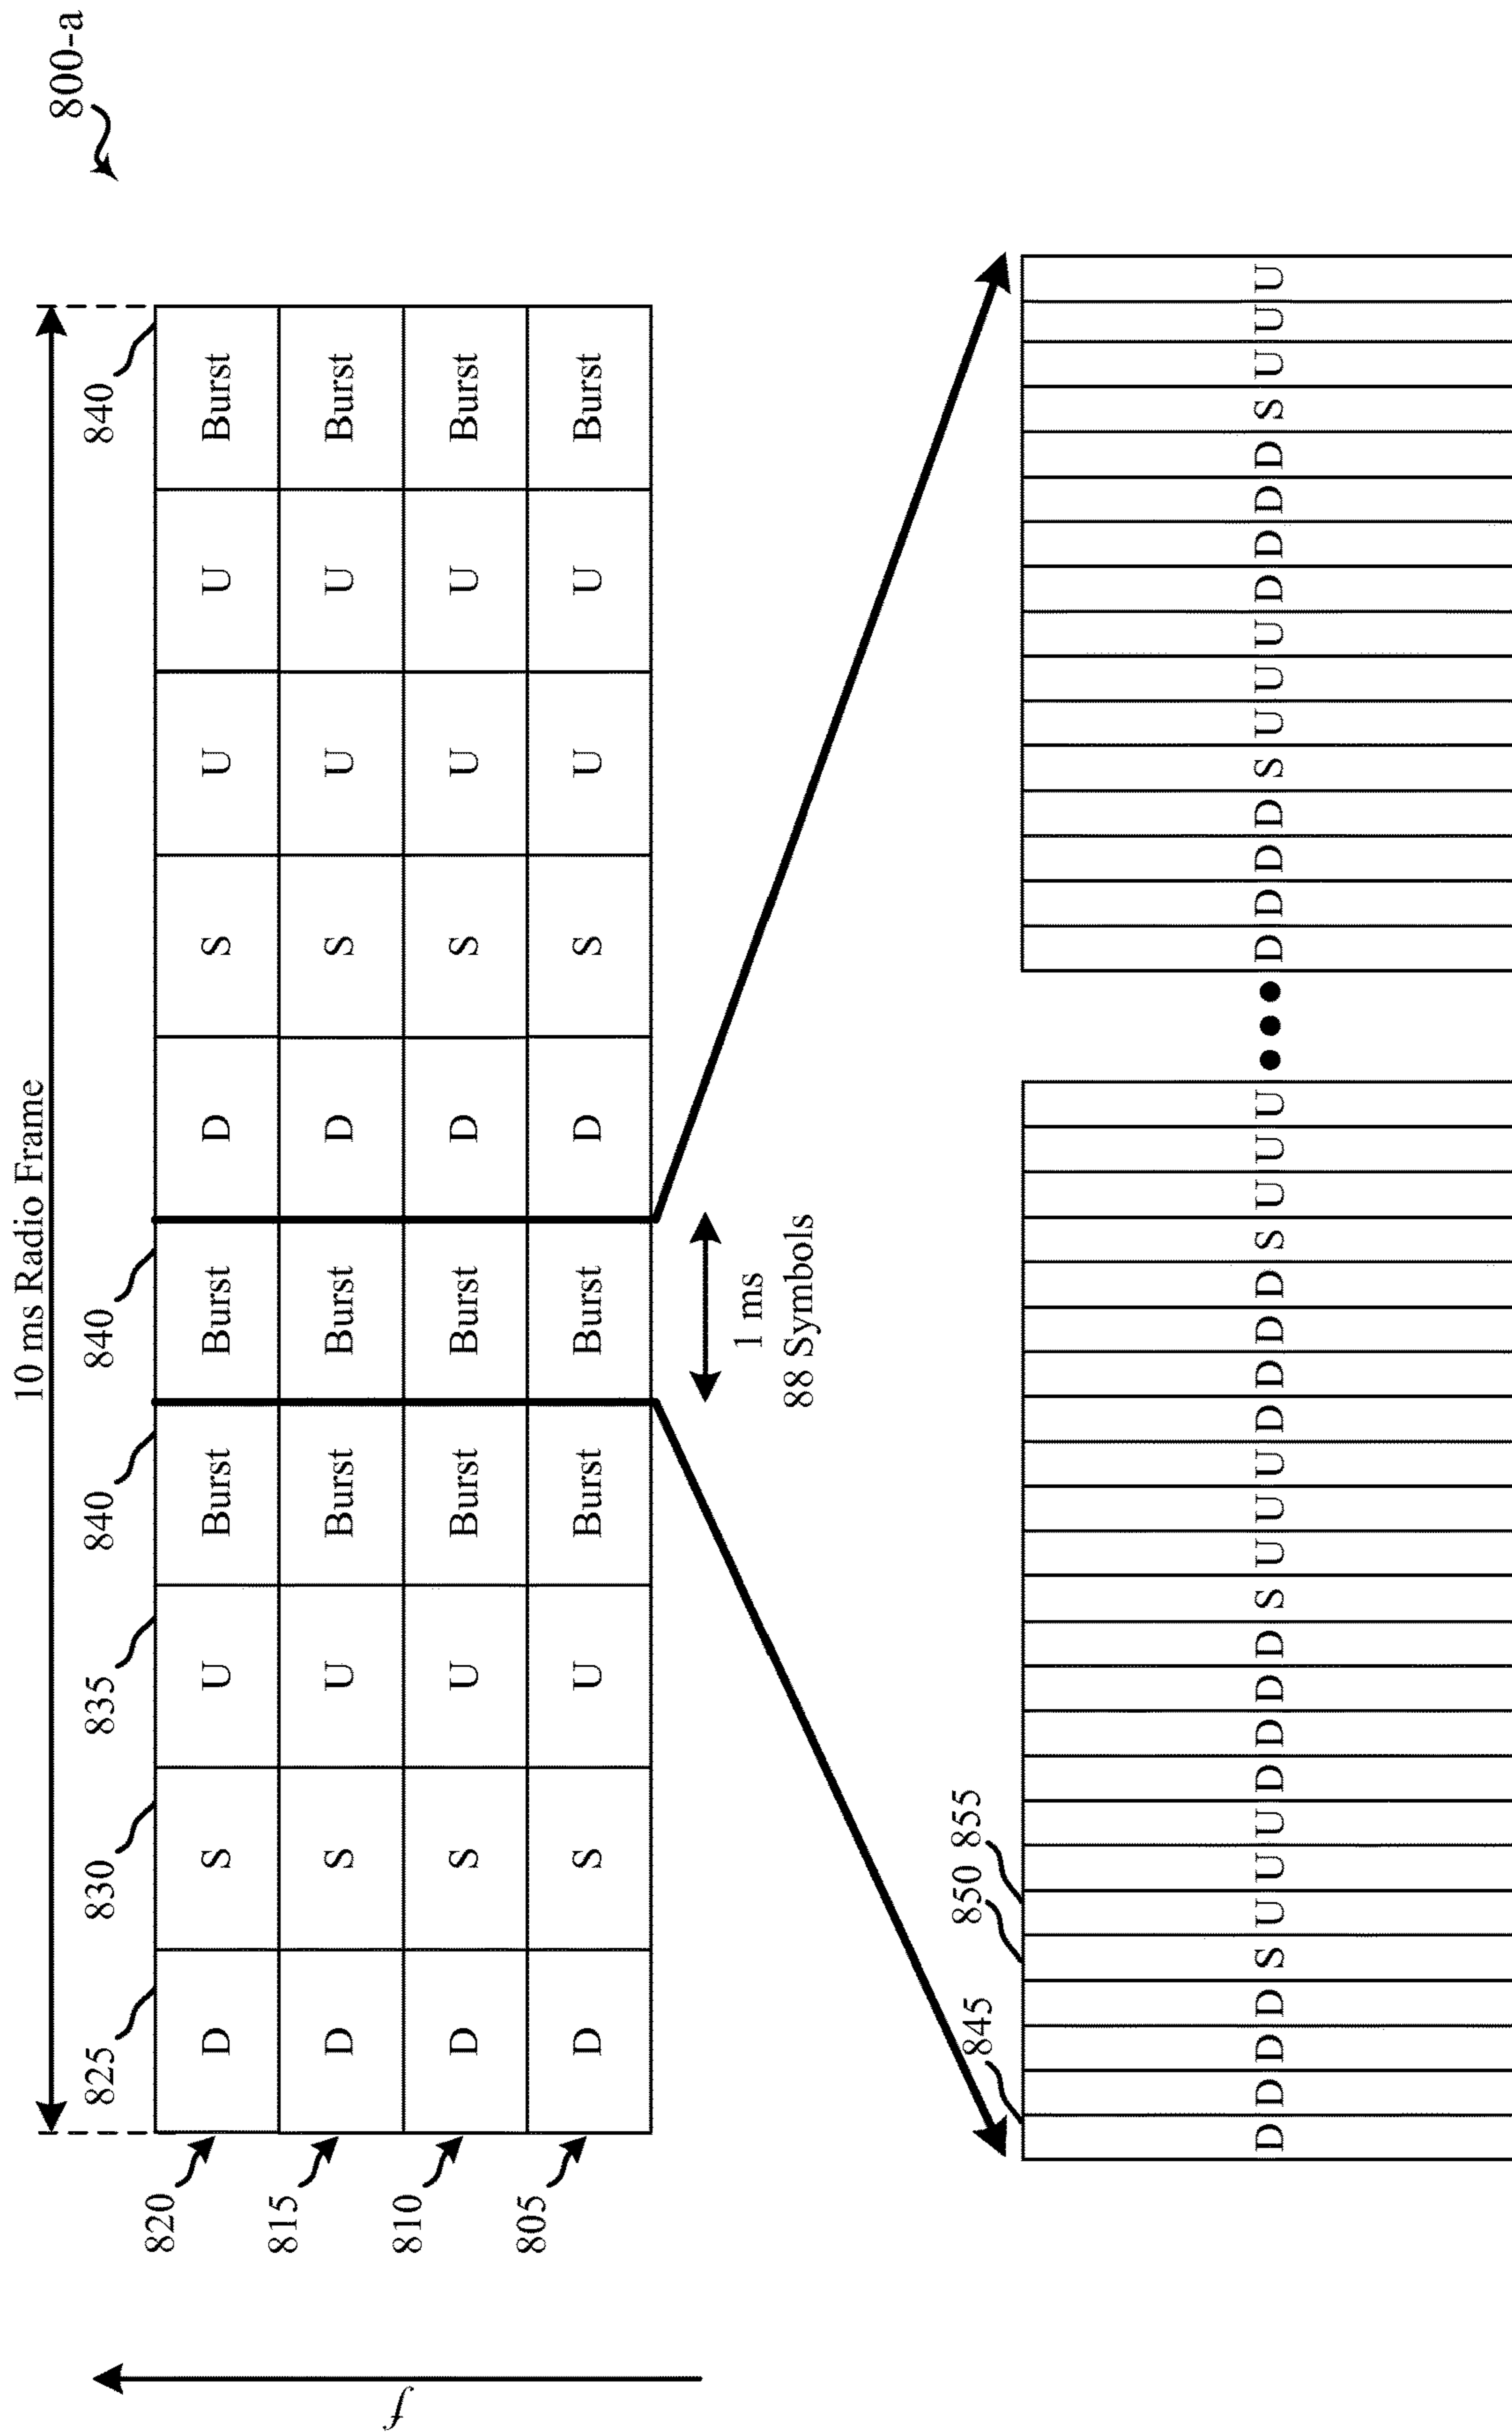 800-a
10 ms Radio Frame
825 830 835 840 840 840
820 D S U Burst Burst D S U U Burst
815 D S U Burst Burst D S U U Burst
810 D S U Burst Burst D S U U Burst
805 D S U Burst Burst D S U U Burst
f
1 ms
88 Symbols
845 850 855
D D D D S U U U D D D D S U U U D D D D S U U U ••• D D D D S U U U D D D D S U U U